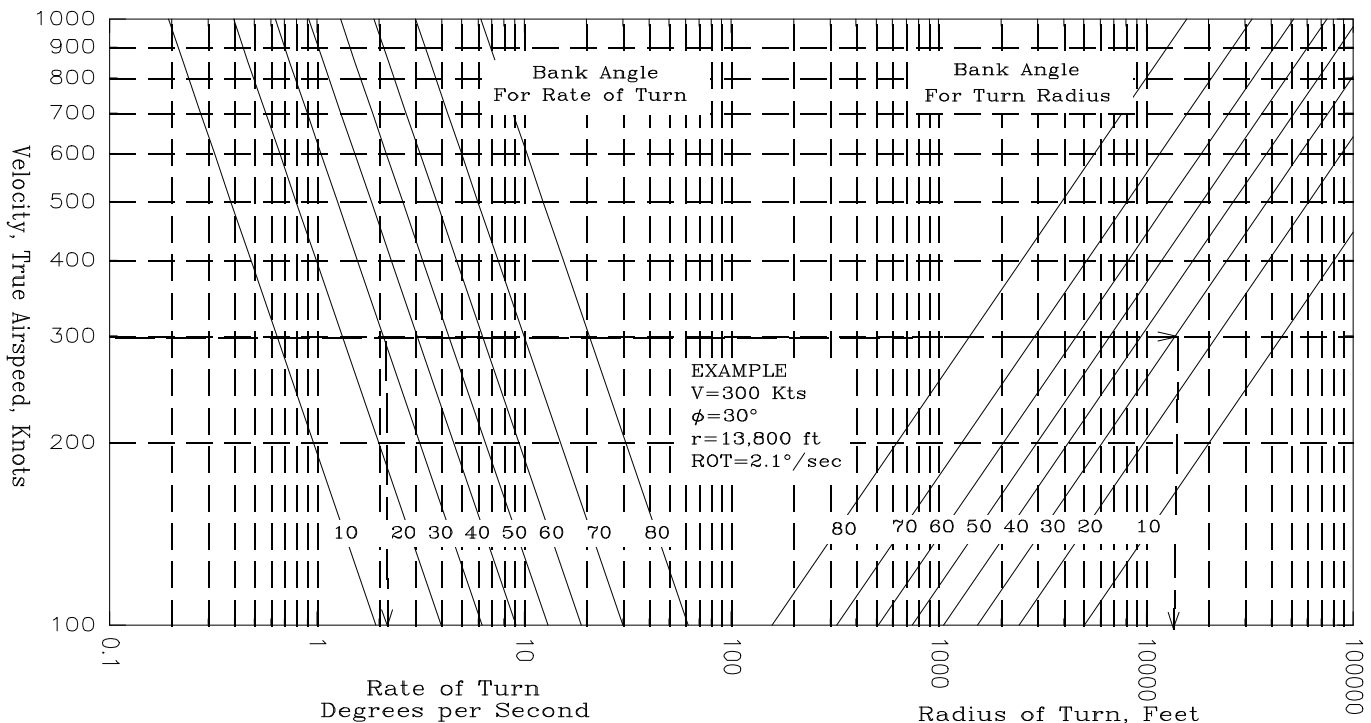 1000
900
800
700
600
500
400
300
200
100
Velocity, True Airspeed, Knots
Bank Angle
For Rate of Turn
Bank Angle
For Turn Radius
EXAMPLE
V=300 Kts
ϕ=30°
r=13,800 ft
ROT=2.1°/sec
10 20 30 40 50 60 70 80
80 70 60 50 40 30 20 10
0.1 1 10 100 1000 10000 100000
Rate of Turn
Degrees per Second
Radius of Turn, Feet